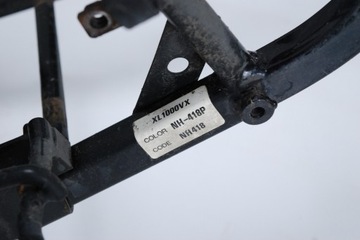 XL1000VX
COLOR NH-418P
CODE NH418